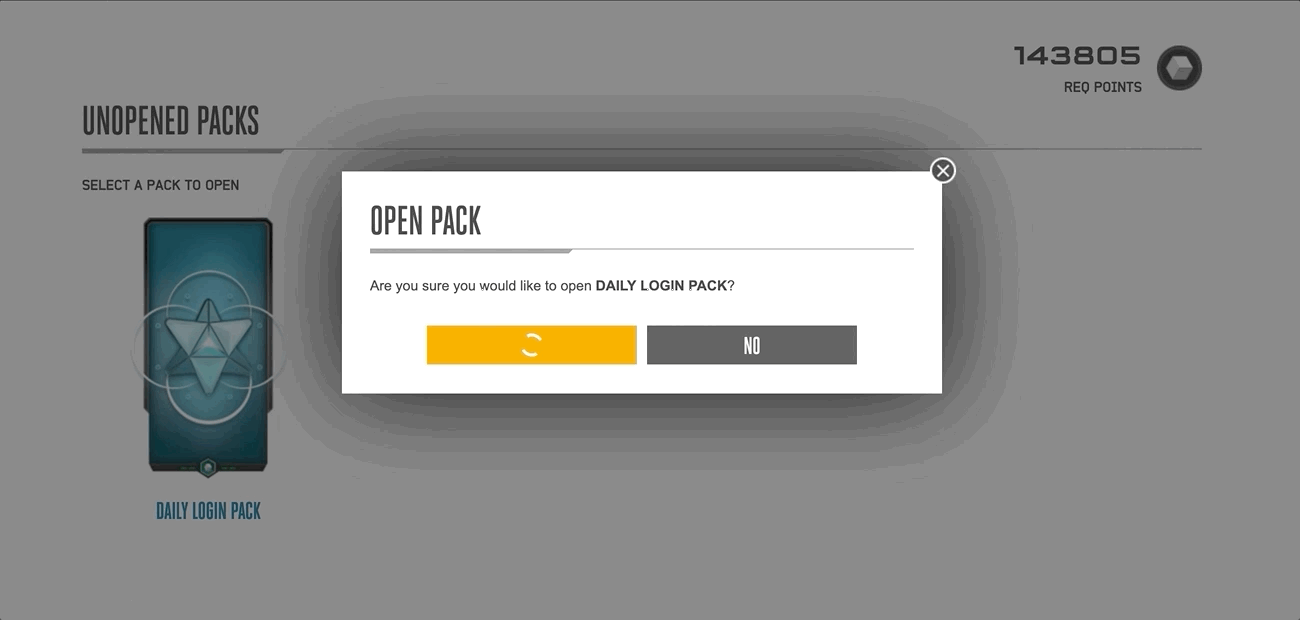 143805
REQ POINTS
UNOPENED PACKS
SELECT A PACK TO OPEN
OPEN PACK
Are you sure you would like to open DAILY LOGIN PACK?
NO
DAILY LOGIN PACK